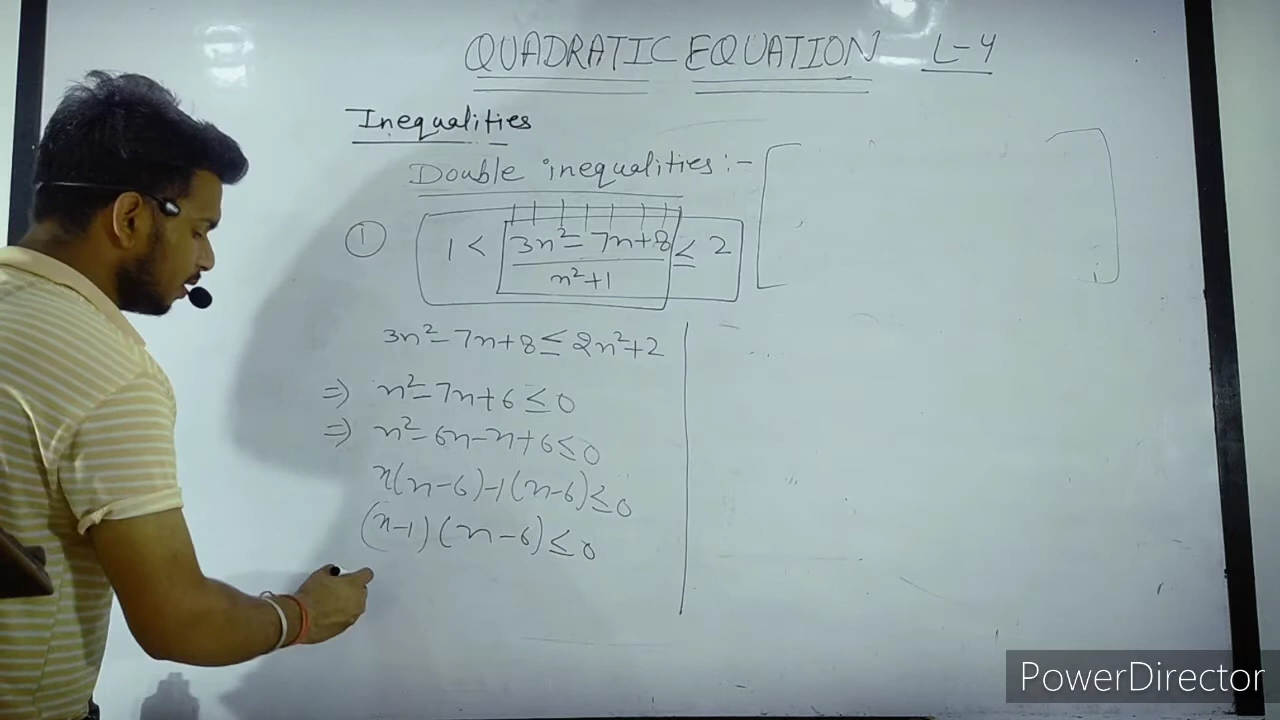 QUADRATIC EQUATION L-4
Inequalities
Double inequalities:-
① 1 < 3x²-7x+8 ≤ 2
x²+1
3x²-7x+8 ≤ 2x²+2
⇒ x²-7x+6 ≤ 0
⇒ x²-6x-x+6 ≤ 0
x(x-6)-1(x-6) ≤ 0
(x-1)(x-6) ≤ 0
PowerDirector